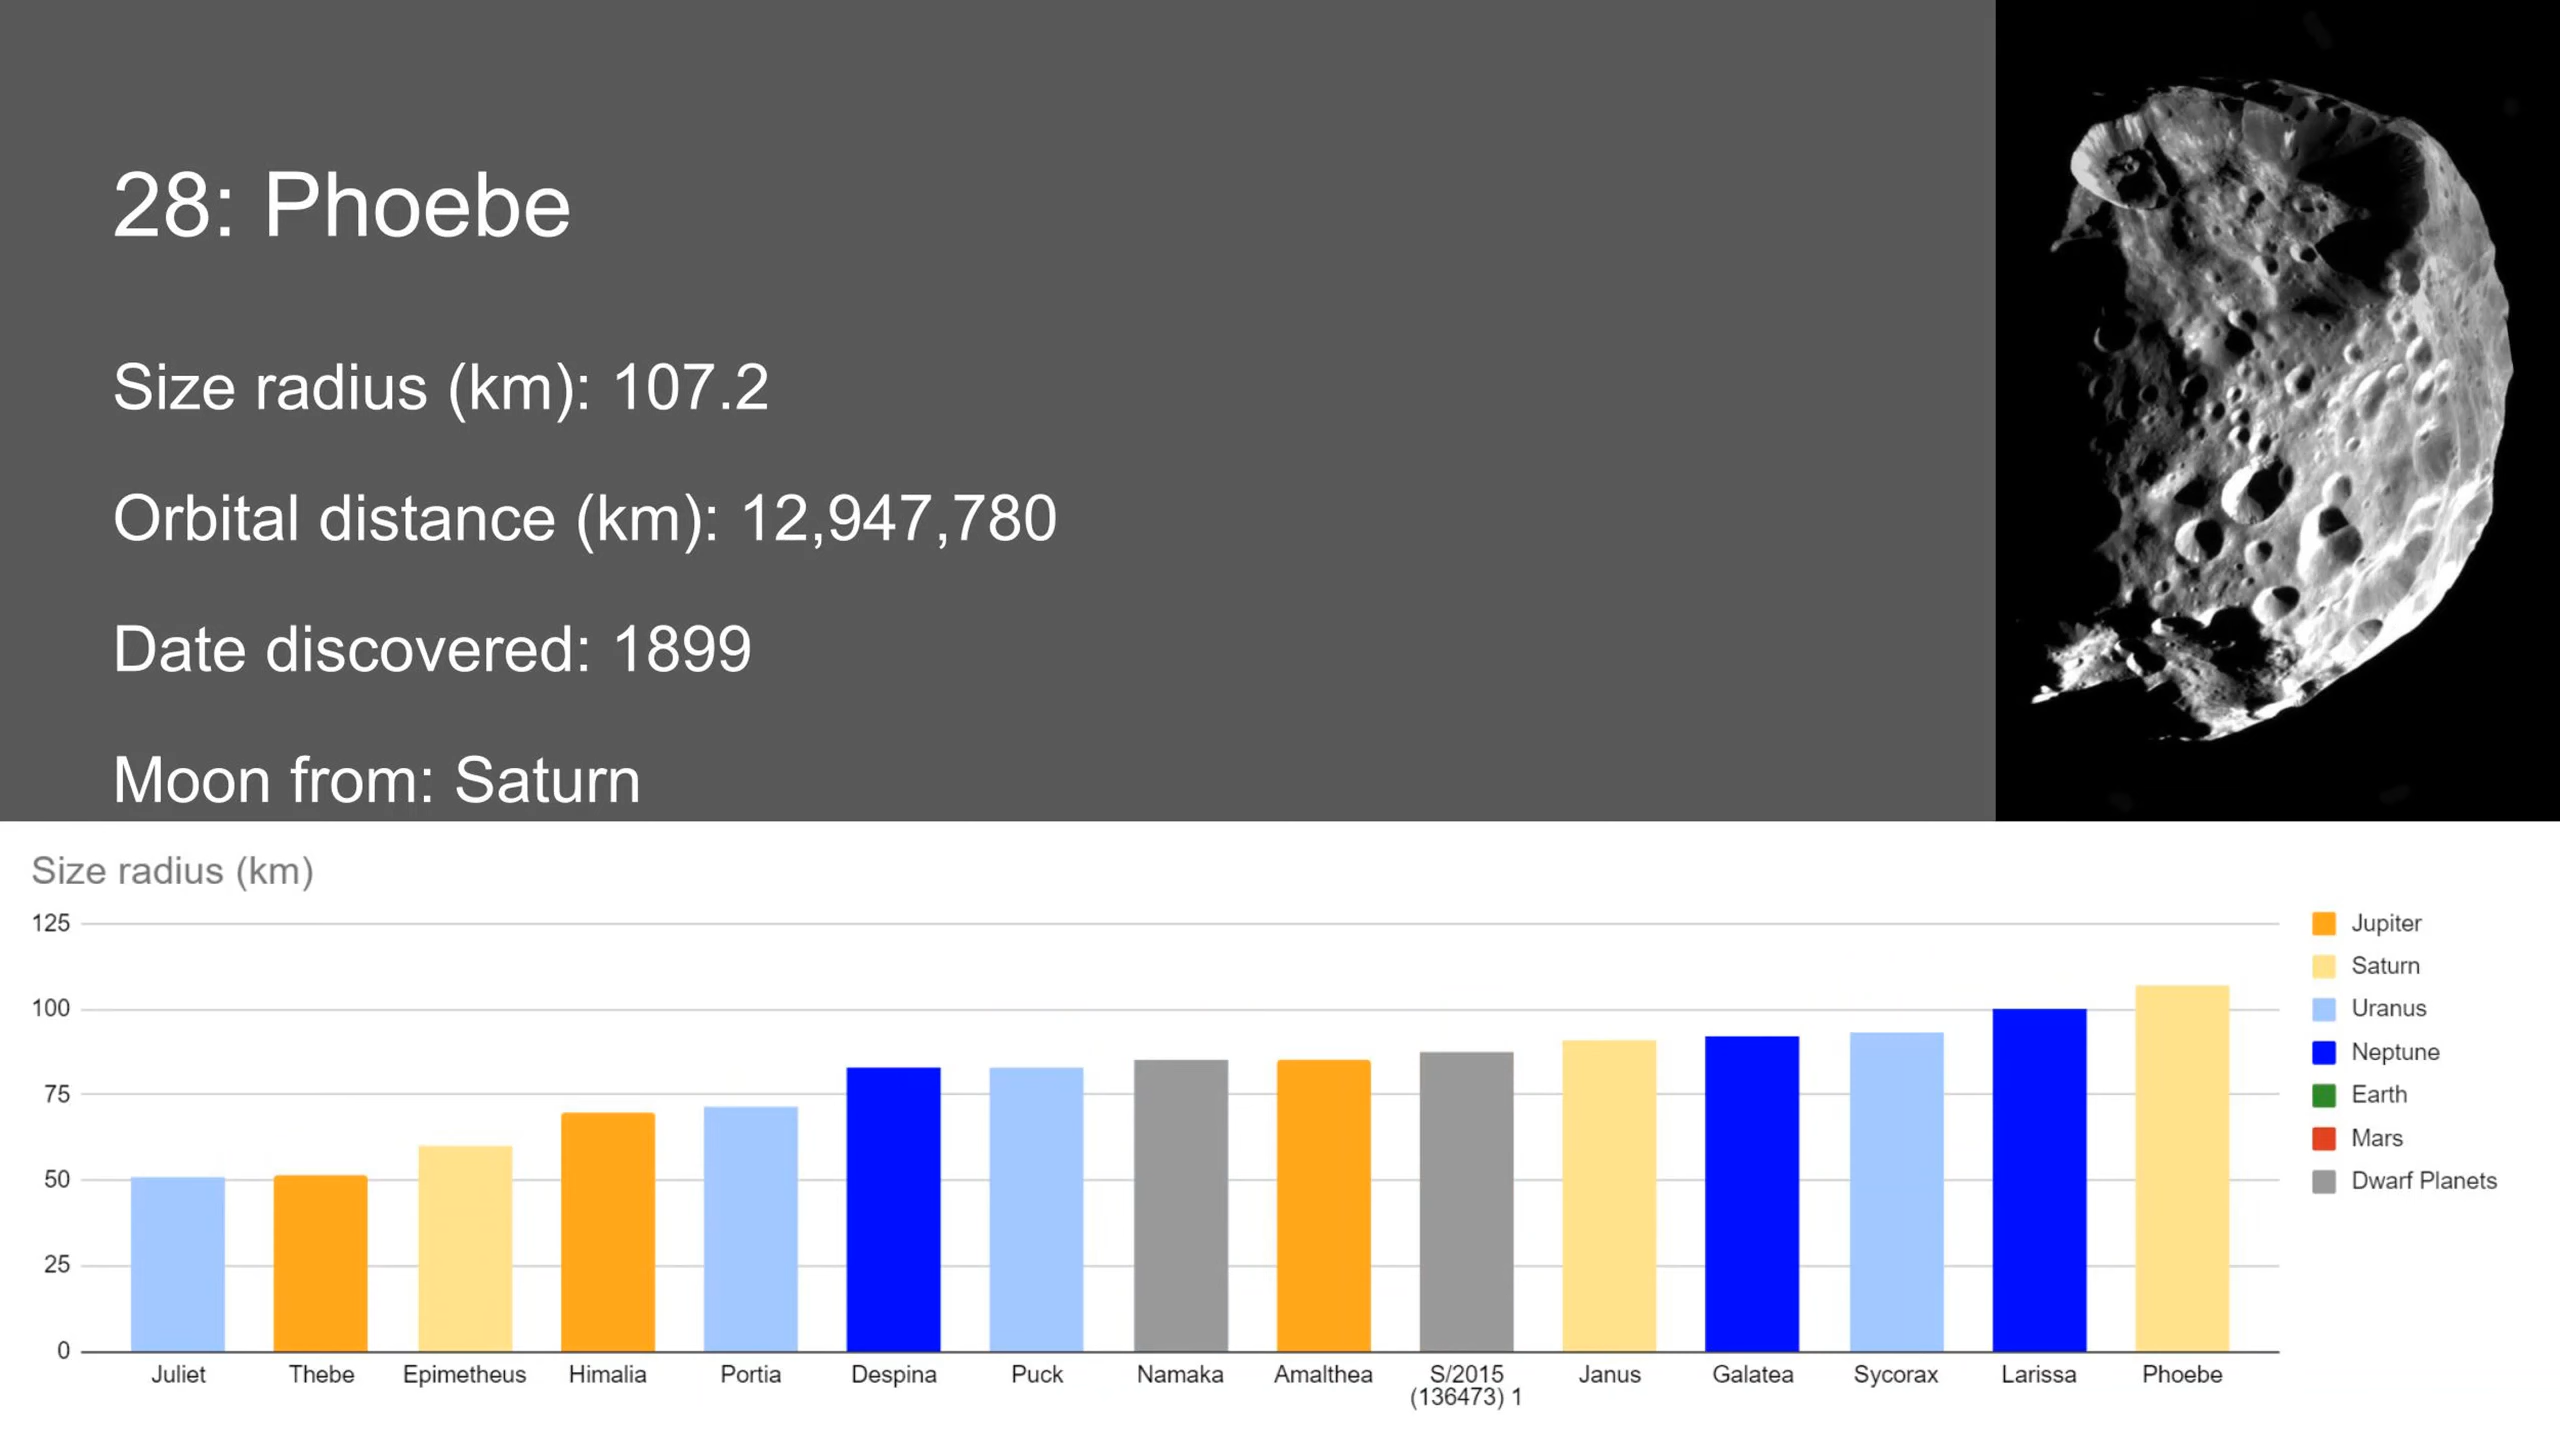 28: Phoebe
Size radius (km): 107.2
Orbital distance (km): 12,947,780
Date discovered: 1899
Moon from: Saturn
Size radius (km)
125
100
75
50
25
0
Juliet
Thebe
Epimetheus
Himalia
Portia
Despina
Puck
Namaka
Amalthea
S/2015
(136473) 1
Janus
Galatea
Sycorax
Larissa
Phoebe
Jupiter
Saturn
Uranus
Neptune
Earth
Mars
Dwarf Planets